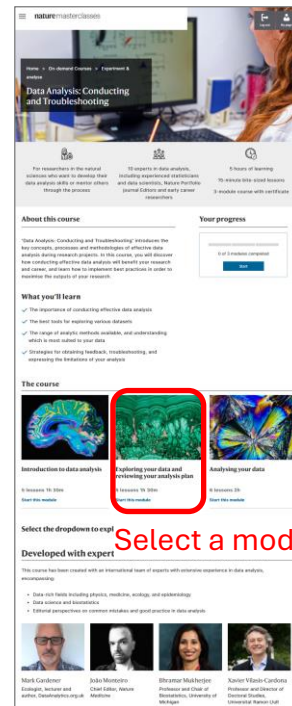 naturemasterclasses
Home > On-demand Courses > Experiment &
analyse
Data Analysis: Conducting
and Troubleshooting
For researchers in the natural
sciences who want to develop their
data analysis skills or mentor others
through the process
10 experts in data analysis,
including experienced statisticians
and data scientists, Nature Portfolio
journal Editors and early career
researchers
5 hours of learning
15-minute bite-sized lessons
3-module course with certificate
About this course
Your progress
'Data Analysis: Conducting and Troubleshooting' introduces the
key concepts, processes and methodologies of effective data
analysis during research projects. In this course, you will discover
how conducting effective data analysis will benefit your research
and career, and learn how to implement best practices in order to
maximise the outputs of your research.
0 of 3 modules completed
Start
What you'll learn
The importance of conducting effective data analysis
The best tools for exploring various datasets
The range of analytic methods available, and understanding
which is most suited to your data
Strategies for obtaining feedback, troubleshooting, and
expressing the limitations of your analysis
The course
Introduction to data analysis
Exploring your data and
reviewing your analysis plan
Analysing your data
5 lessons 1h 30m
lessons 1h 30m
8 lessons 2h
Start this module
Start this module
Start this module
Select the dropdown to expl
Select a mod
Developed with expert
This course has been created with an international team of experts with extensive experience in data analysis,
encompassing:
Data-rich fields including physics, medicine, ecology, and epidemiology
Data science and biostatistics
Editorial perspectives on common mistakes and good practice in data analysis
Mark Gardener
João Monteiro
Bhramar Mukherjee
Xavier Vilasís-Cardona
Ecologist, lecturer and
author, Dataanalytics.org.uk
Chief Editor, Nature
Medicine
Professor and Chair of
Biostatistics, University of
Michigan
Professor and Director of
Doctoral Studies,
Universitat Ramon Llull